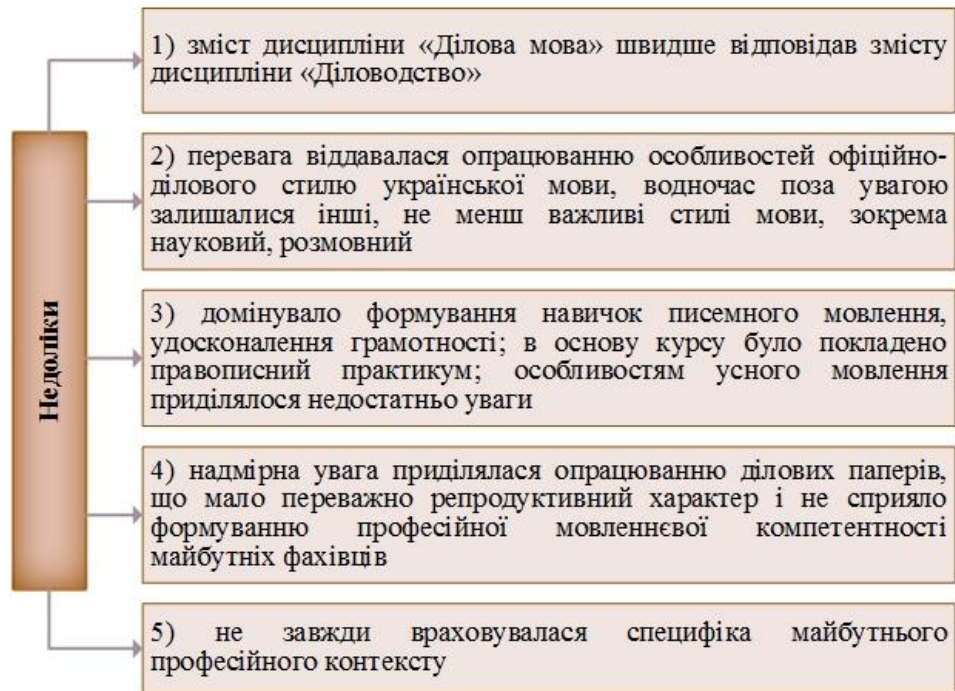 Недоліки
1) зміст дисципліни «Ділова мова» швидше відповідав змісту
дисципліни «Діловодство»
2) перевага віддавалася опрацюванню особливостей офіційно-
ділового стилю української мови, водночас поза увагою
залишалися інші, не менш важливі стилі мови, зокрема
науковий, розмовний
3) домінувало формування навичок писемного мовлення,
удосконалення грамотності; в основу курсу було покладено
правописний практикум; особливостям усного мовлення
приділялося недостатньо уваги
4) надмірна увага приділялася опрацюванню ділових паперів,
що мало переважно репродуктивний характер і не сприяло
формуванню професійної мовленнєвої компетентності
майбутніх фахівців
5) не завжди враховувалася специфіка майбутнього
професійного контексту